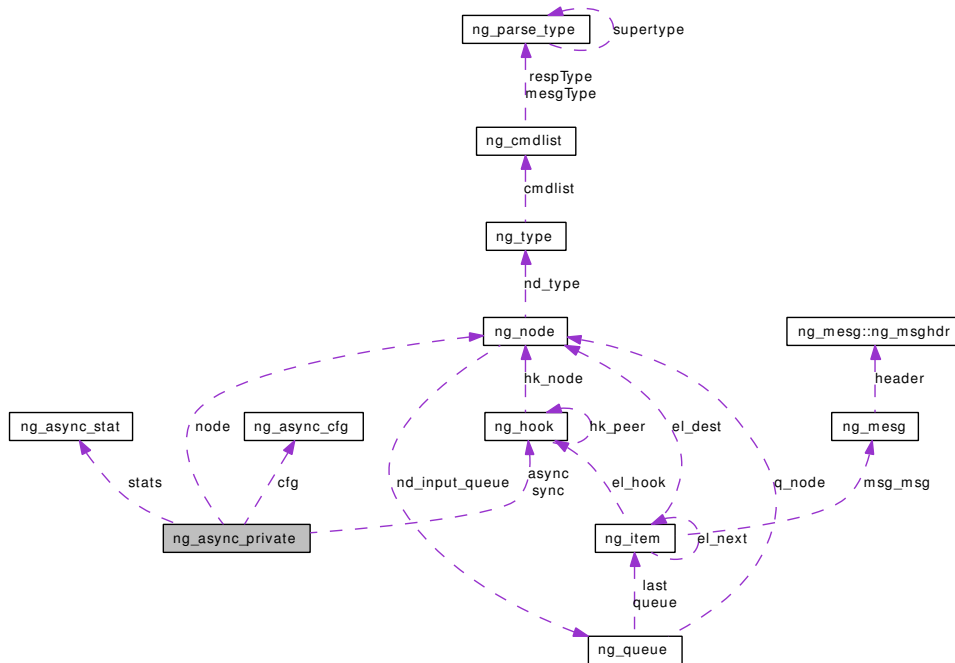 ng_parse_type
supertype
respType
mesgType
ng_cmdlist
cmdlist
ng_type
nd_type
ng_node
ng_mesg::ng_msghdr
hk_node
header
ng_async_stat
node
ng_async_cfg
ng_hook
hk_peer
el_dest
ng_mesg
stats
cfg
nd_input_queue
async
sync
el_hook
q_node
msg_msg
ng_async_private
ng_item
el_next
last
queue
ng_queue